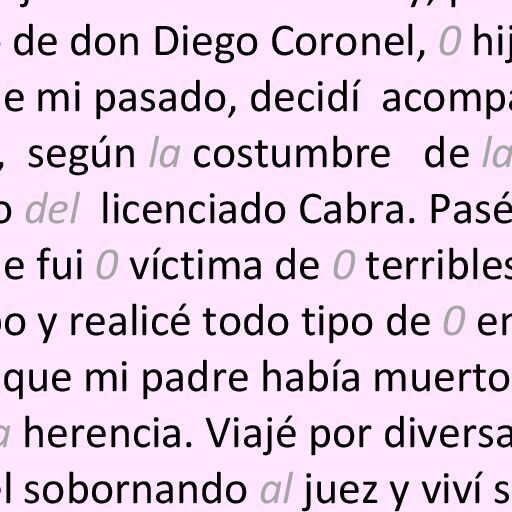 de don Diego Coronel, 0 hij
e mi pasado, decidí acompa
, según la costumbre de la
o del licenciado Cabra. Pasé
e fui 0 víctima de 0 terribles
po y realicé todo tipo de 0 en
que mi padre había muerto
a herencia. Viajé por diversa
el sobornando al juez y viví s